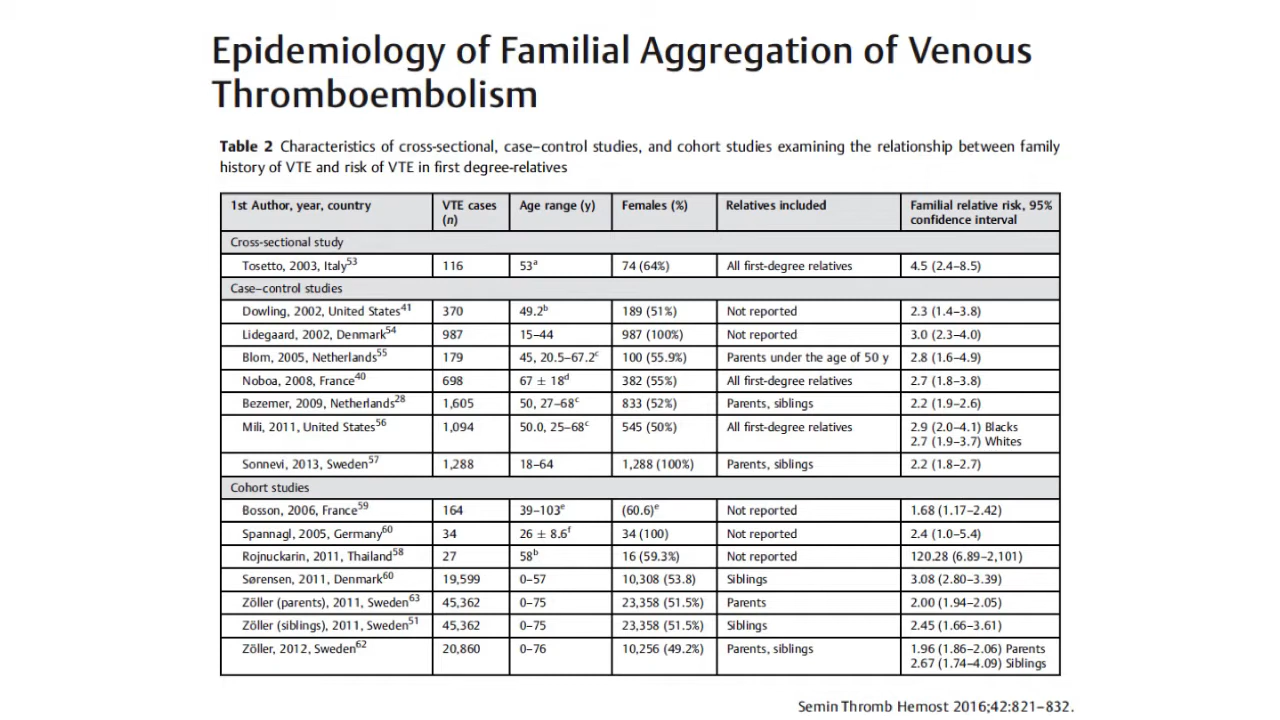 Epidemiology of Familial Aggregation of Venous
Thromboembolism
Table 2 Characteristics of cross-sectional, case–control studies, and cohort studies examining the relationship between family
history of VTE and risk of VTE in first degree-relatives
1st Author, year, country VTE cases (n) Age range (y) Females (%) Relatives included Familial relative risk, 95% confidence interval
Cross-sectional study
Tosetto, 2003, Italy53 116 53a 74 (64%) All first-degree relatives 4.5 (2.4–8.5)
Case–control studies
Dowling, 2002, United States41 370 49.2b 189 (51%) Not reported 2.3 (1.4–3.8)
Lidegaard, 2002, Denmark54 987 15–44 987 (100%) Not reported 3.0 (2.3–4.0)
Blom, 2005, Netherlands55 179 45, 20.5–67.2c 100 (55.9%) Parents under the age of 50 y 2.8 (1.6–4.9)
Noboa, 2008, France40 698 67 ± 18d 382 (55%) All first-degree relatives 2.7 (1.8–3.8)
Bezemer, 2009, Netherlands28 1,605 50, 27–68c 833 (52%) Parents, siblings 2.2 (1.9–2.6)
Mili, 2011, United States56 1,094 50.0, 25–68c 545 (50%) All first-degree relatives 2.9 (2.0–4.1) Blacks
2.7 (1.9–3.7) Whites
Sonnevi, 2013, Sweden57 1,288 18–64 1,288 (100%) Parents, siblings 2.2 (1.8–2.7)
Cohort studies
Bosson, 2006, France59 164 39–103e (60.6)e Not reported 1.68 (1.17–2.42)
Spannagl, 2005, Germany60 34 26 ± 8.6f 34 (100) Not reported 2.4 (1.0–5.4)
Rojnuckarin, 2011, Thailand58 27 58b 16 (59.3%) Not reported 120.28 (6.89–2,101)
Sørensen, 2011, Denmark60 19,599 0–57 10,308 (53.8) Siblings 3.08 (2.80–3.39)
Zöller (parents), 2011, Sweden63 45,362 0–75 23,358 (51.5%) Parents 2.00 (1.94–2.05)
Zöller (siblings), 2011, Sweden51 45,362 0–75 23,358 (51.5%) Siblings 2.45 (1.66–3.61)
Zöller, 2012, Sweden62 20,860 0–76 10,256 (49.2%) Parents, siblings 1.96 (1.86–2.06) Parents
2.67 (1.74–4.09) Siblings
Semin Thromb Hemost 2016;42:821–832.